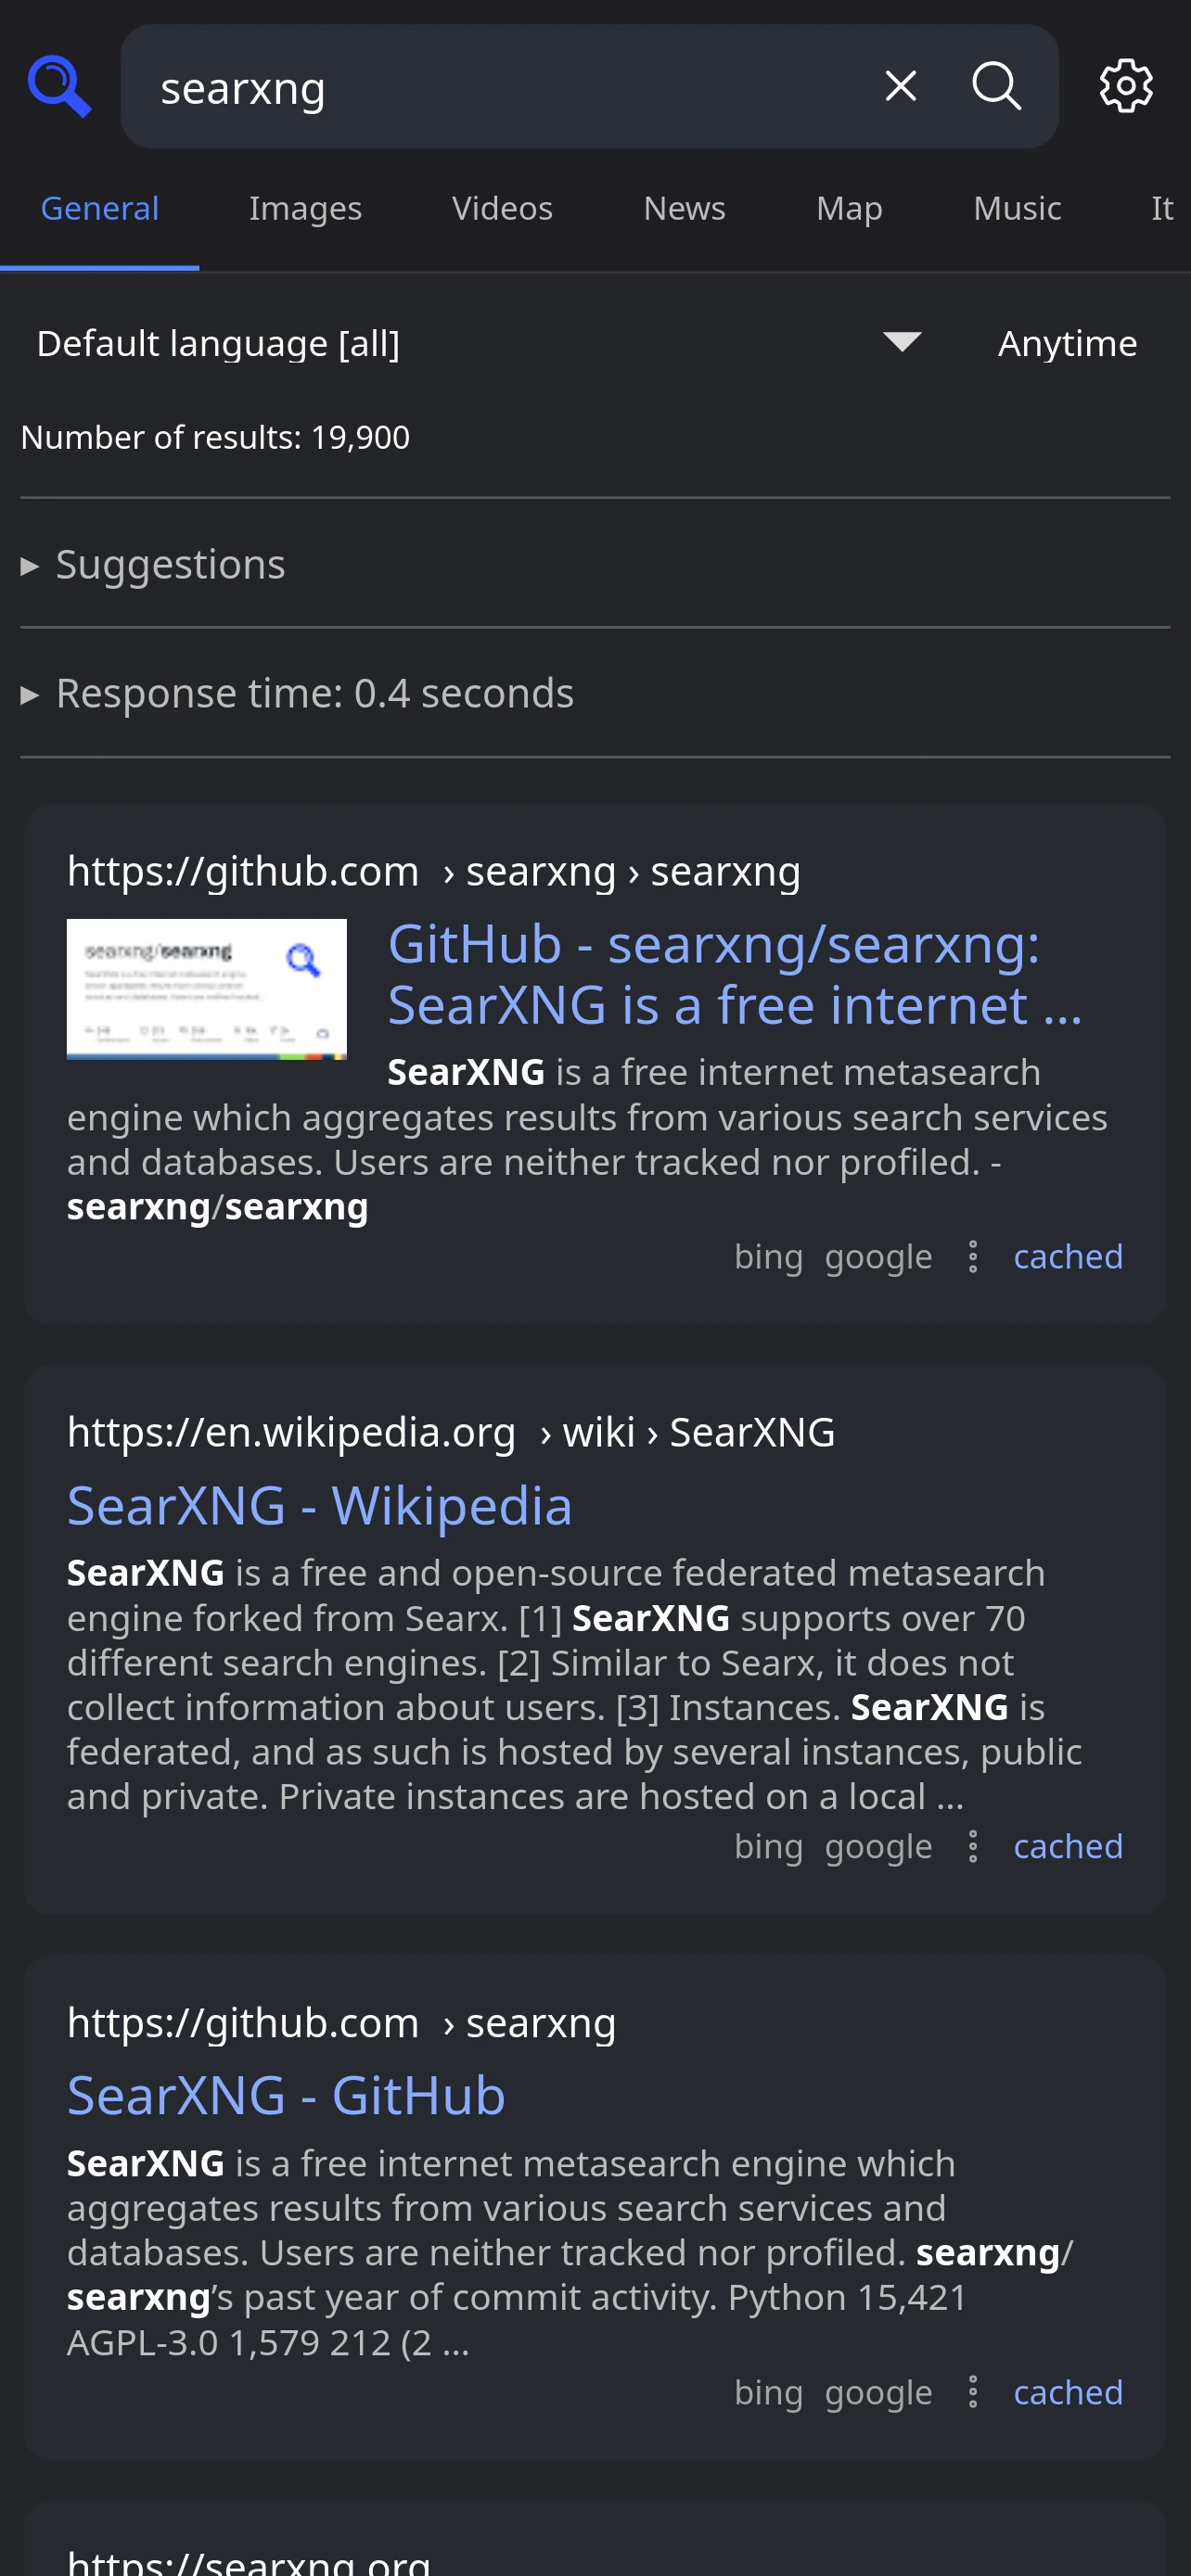 searxng
General Images Videos News Map Music It
Default language [all] Anytime
Number of results: 19,900
▶ Suggestions
▶ Response time: 0.4 seconds
https://github.com › searxng › searxng
searxng/searxng
GitHub - searxng/searxng:
SearXNG is a free internet ...
SearXNG is a free internet metasearch
engine which aggregates results from various search services
and databases. Users are neither tracked nor profiled. -
searxng/searxng
bing google cached
https://en.wikipedia.org › wiki › SearXNG
SearXNG - Wikipedia
SearXNG is a free and open-source federated metasearch
engine forked from Searx. [1] SearXNG supports over 70
different search engines. [2] Similar to Searx, it does not
collect information about users. [3] Instances. SearXNG is
federated, and as such is hosted by several instances, public
and private. Private instances are hosted on a local ...
bing google cached
https://github.com › searxng
SearXNG - GitHub
SearXNG is a free internet metasearch engine which
aggregates results from various search services and
databases. Users are neither tracked nor profiled. searxng/
searxng’s past year of commit activity. Python 15,421
AGPL-3.0 1,579 212 (2 ...
bing google cached
https://searxng.org